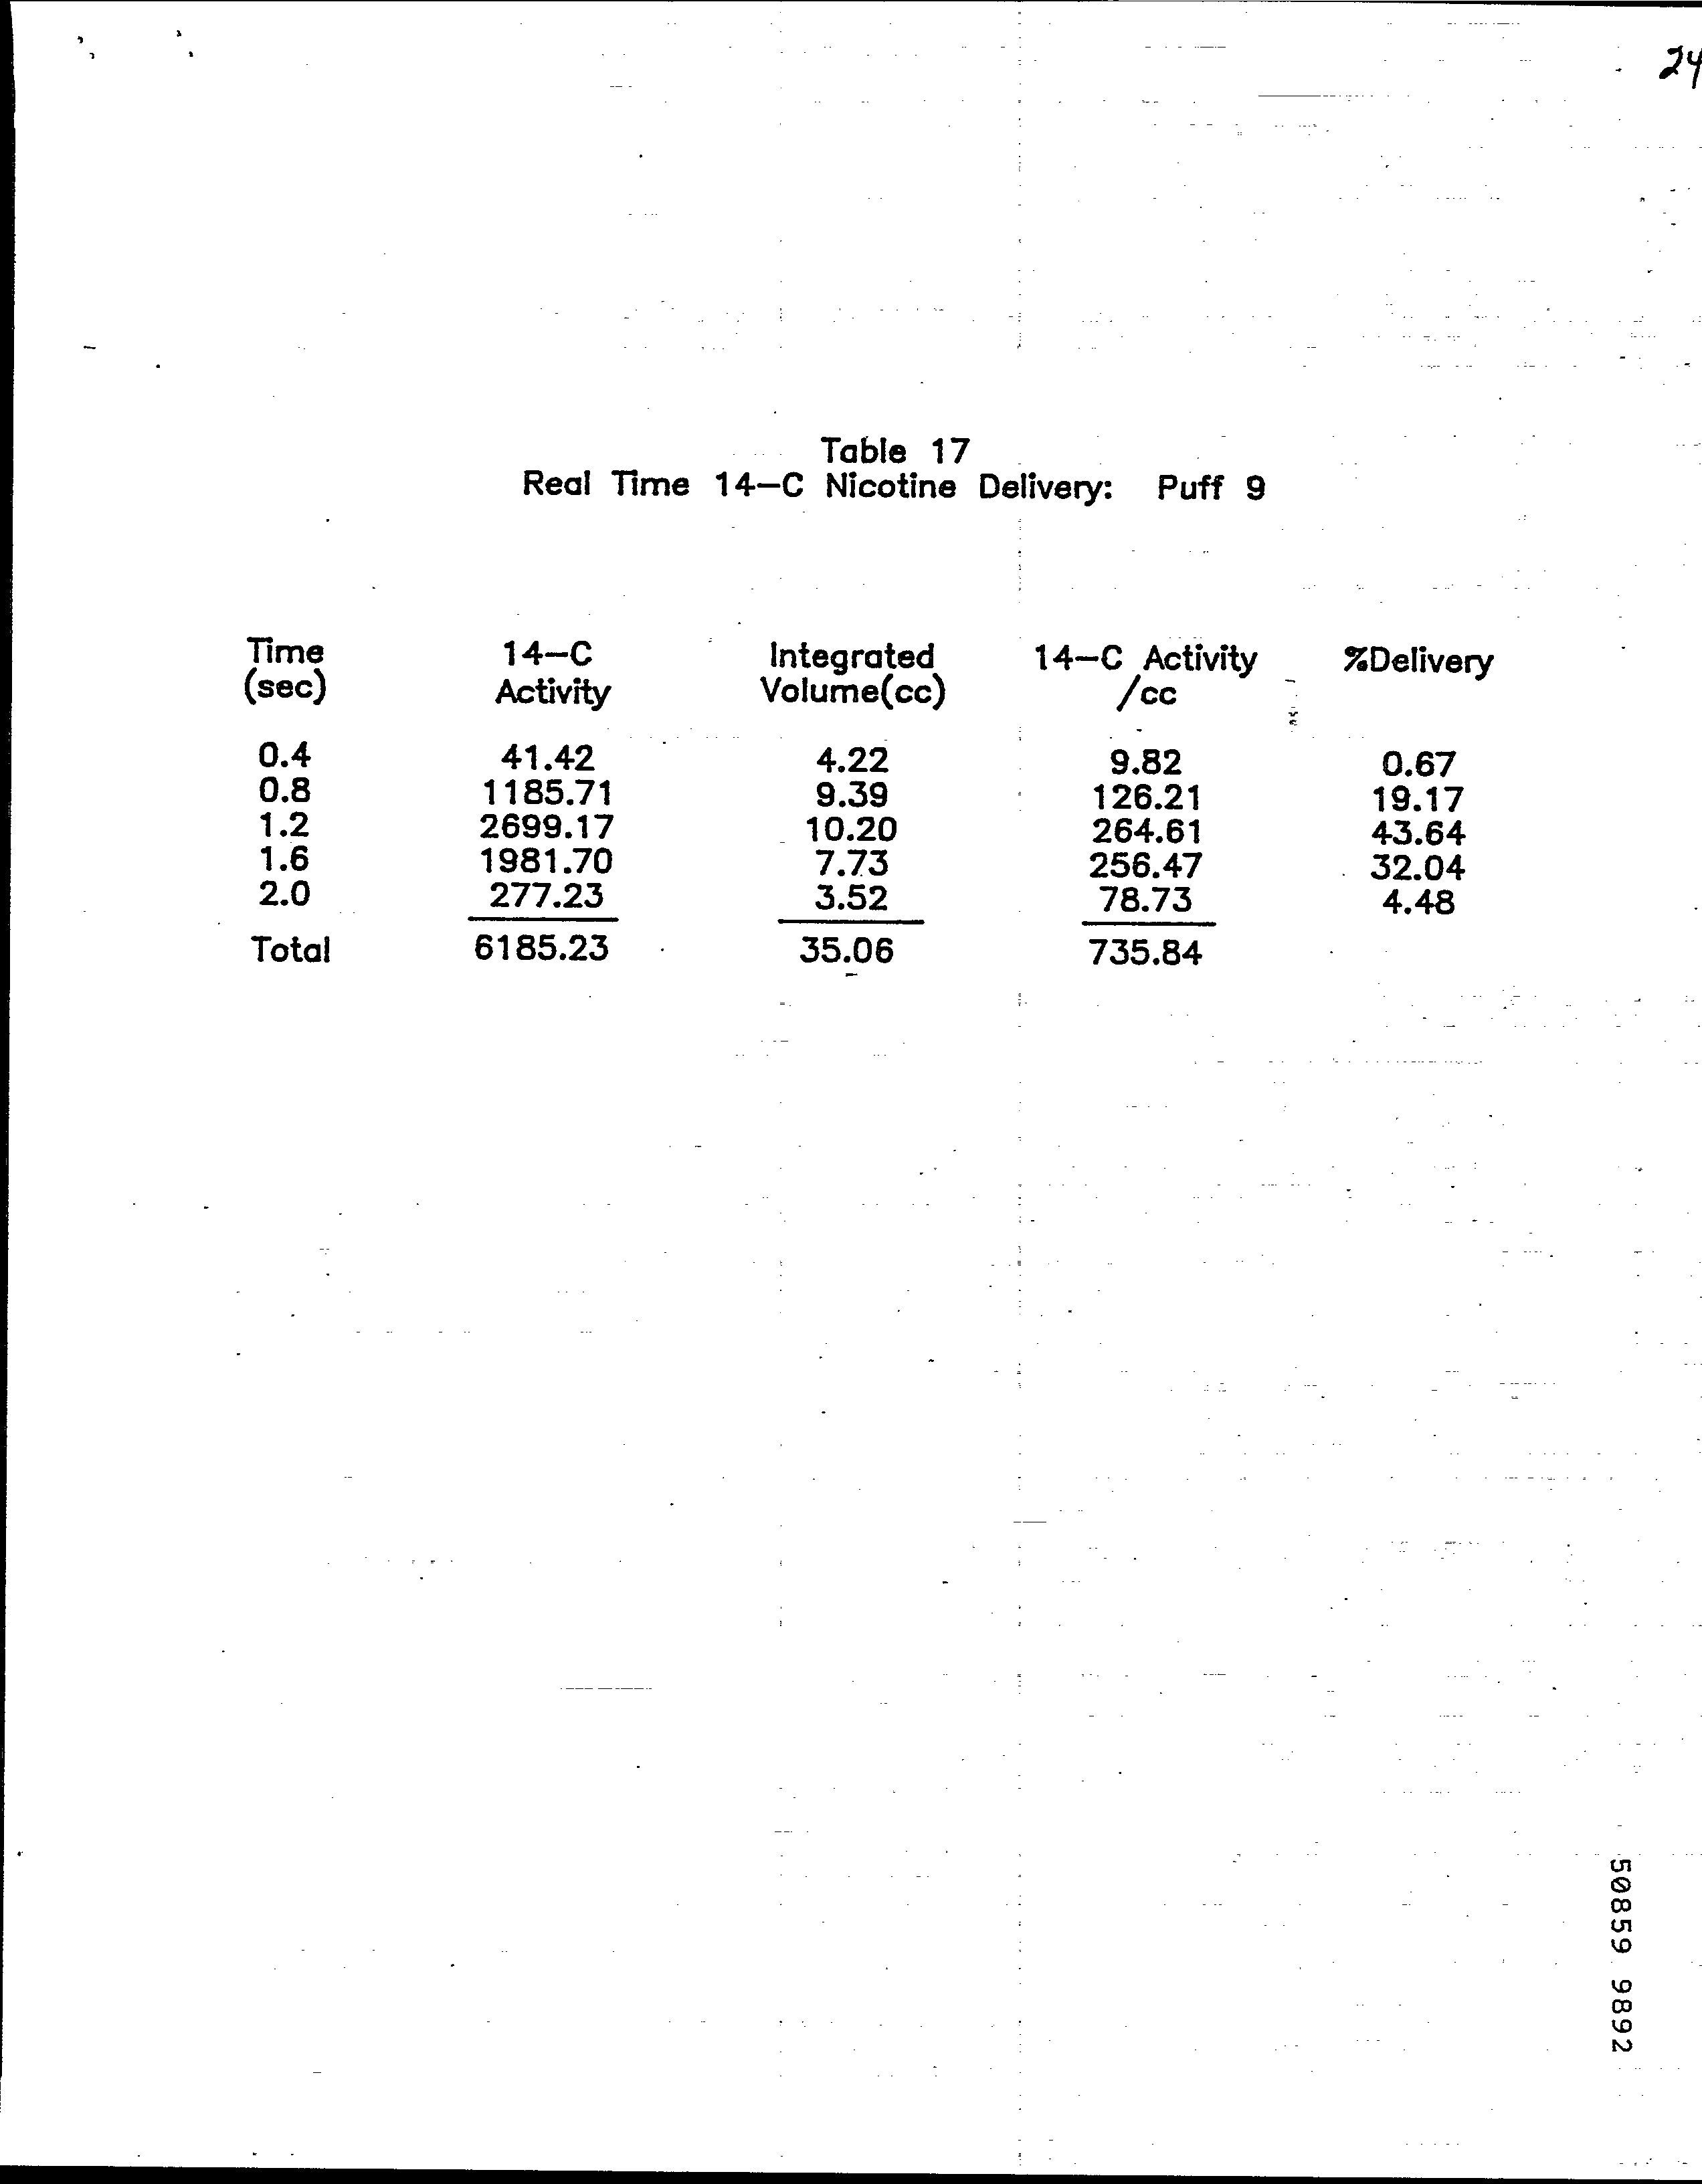 24
Table 17
Real Time 14-C Nicotine Delivery: Puff 9
Time 14-C Integrated 14-C Activity %Delivery
(sec) Activity Volume(cc) /cc
0.4 41.42 4.22 9.82 0.67
0.8 1185.71 9.39 126.21 19.17
1.2 2699.17 10.20 264.61 43.64
1.6 1981.70 7.73 256.47 32.04
2.0 277.23 3.52 78.73 4.48
Total 6185.23 35.06 735.84
50859 9892